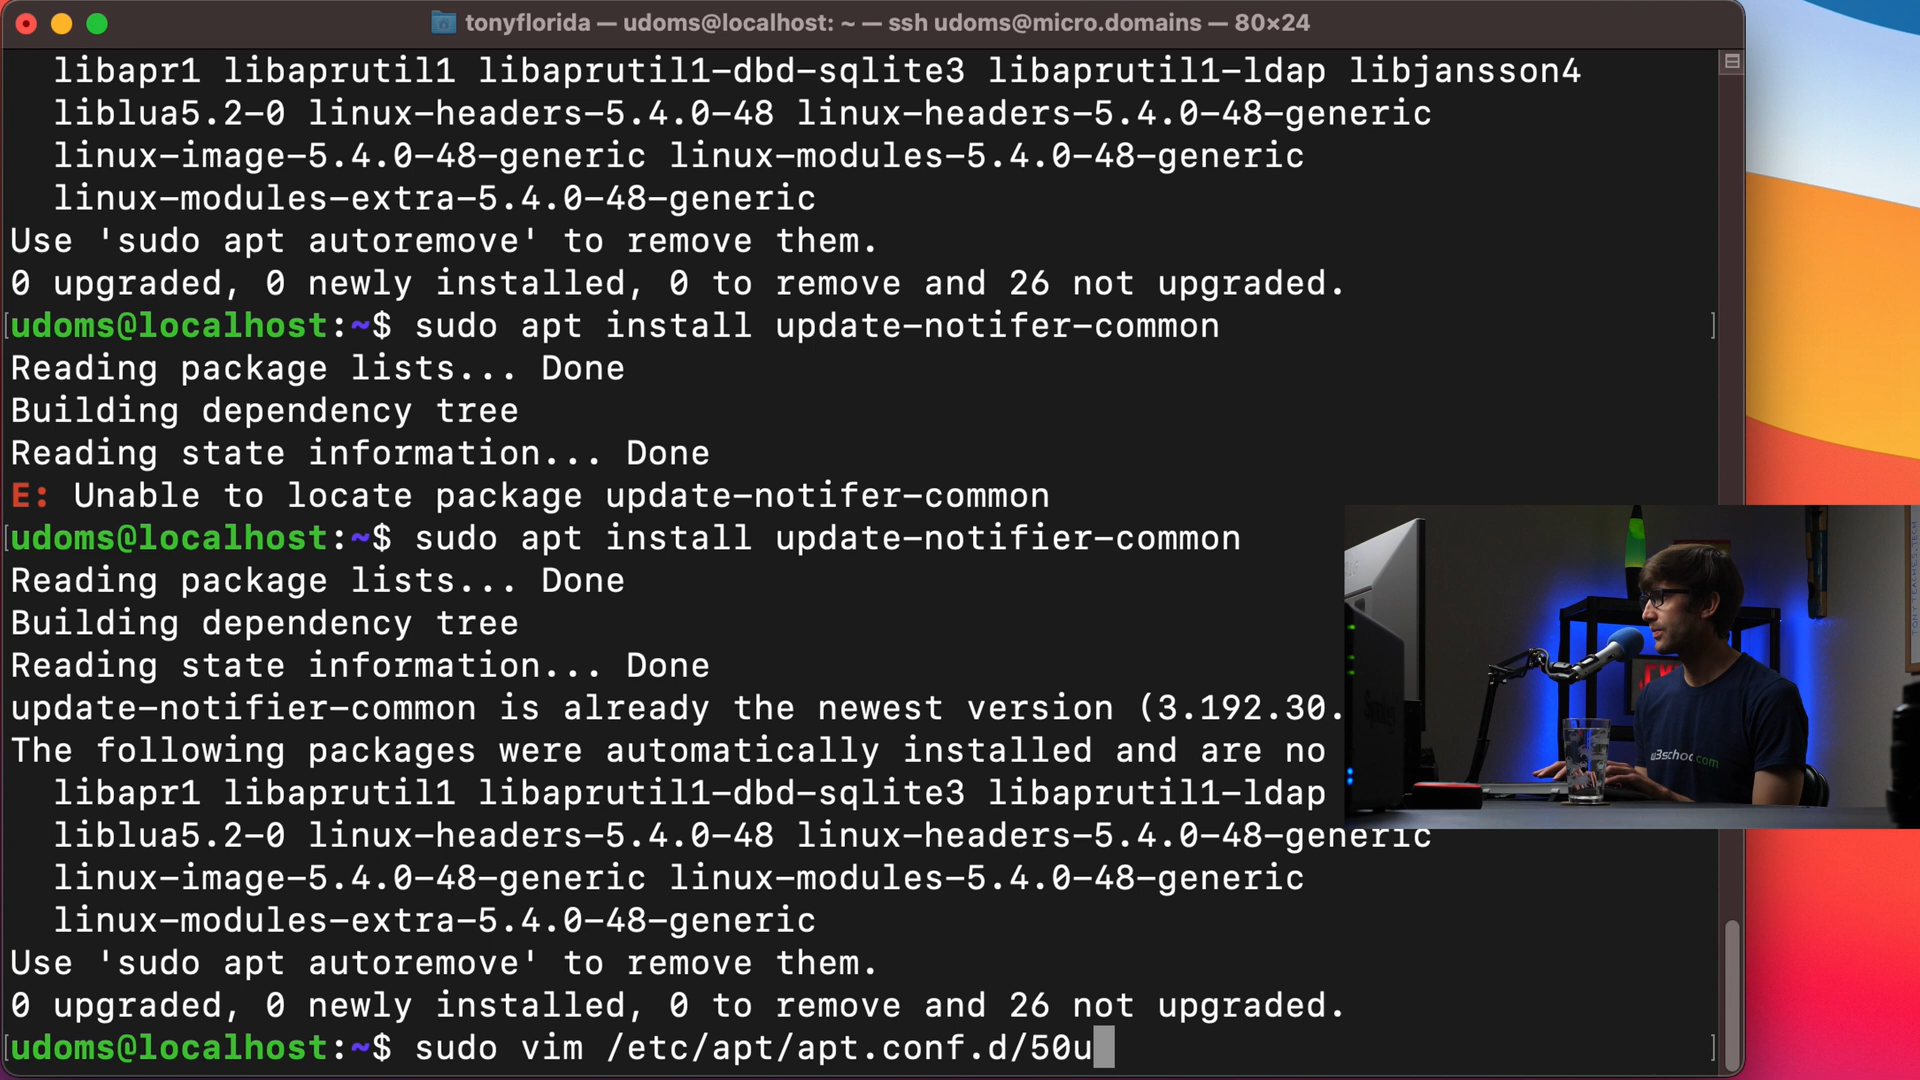 tonyflorida — udoms@localhost: ~ — ssh udoms@micro.domains — 80×24
libapr1 libaprutil1 libaprutil1-dbd-sqlite3 libaprutil1-ldap libjansson4
liblua5.2-0 linux-headers-5.4.0-48 linux-headers-5.4.0-48-generic
linux-image-5.4.0-48-generic linux-modules-5.4.0-48-generic
linux-modules-extra-5.4.0-48-generic
Use 'sudo apt autoremove' to remove them.
0 upgraded, 0 newly installed, 0 to remove and 26 not upgraded.
[udoms@localhost:~$ sudo apt install update-notifer-common ]
Reading package lists... Done
Building dependency tree
Reading state information... Done
E: Unable to locate package update-notifer-common
[udoms@localhost:~$ sudo apt install update-notifier-common
Reading package lists... Done
Building dependency tree
Reading state information... Done
update-notifier-common is already the newest version (3.192.30.
The following packages were automatically installed and are no
libapr1 libaprutil1 libaprutil1-dbd-sqlite3 libaprutil1-ldap
liblua5.2-0 linux-headers-5.4.0-48 linux-headers-5.4.0-48-generic
linux-image-5.4.0-48-generic linux-modules-5.4.0-48-generic
linux-modules-extra-5.4.0-48-generic
Use 'sudo apt autoremove' to remove them.
0 upgraded, 0 newly installed, 0 to remove and 26 not upgraded.
[udoms@localhost:~$ sudo vim /etc/apt/apt.conf.d/50u ]